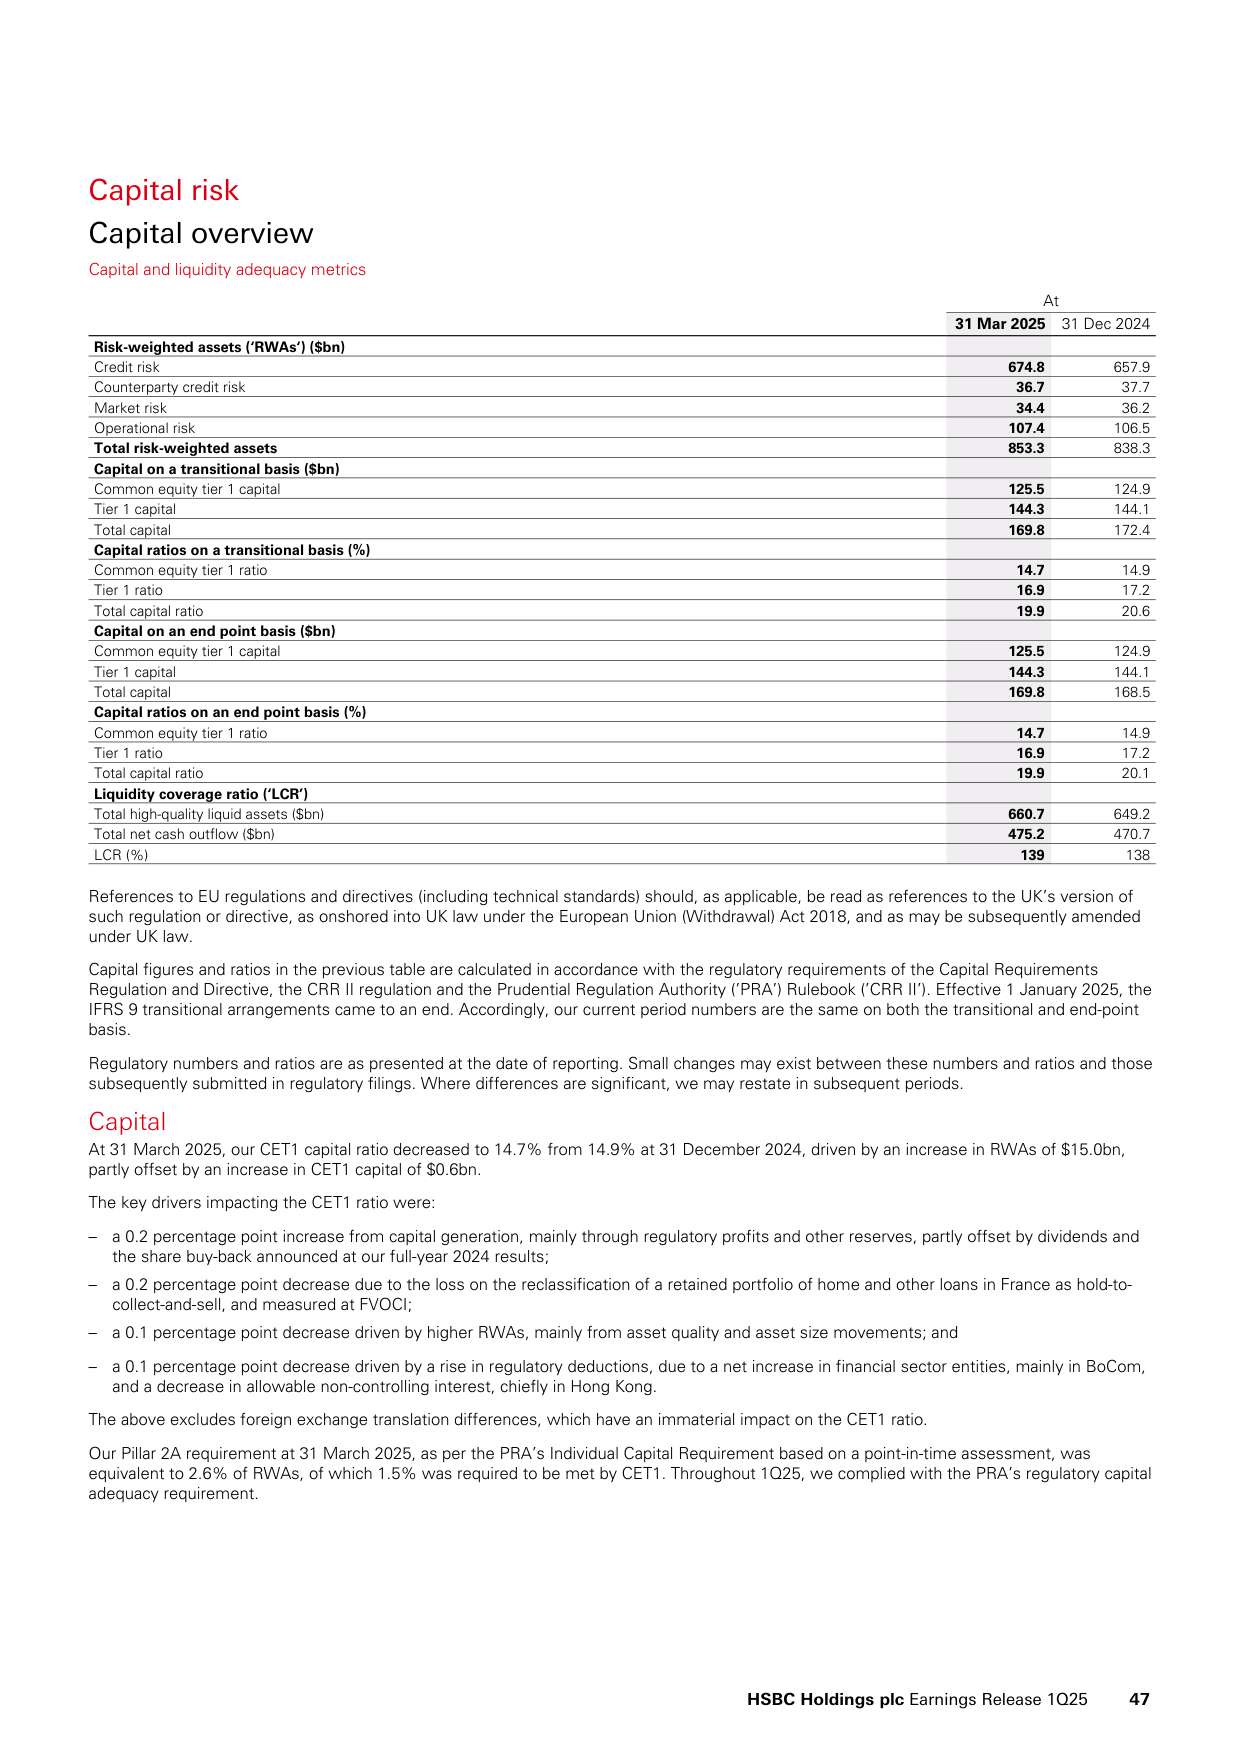 Capital risk
Capital overview
Capital and liquidity adequacy metrics
At
31 Mar 2025 31 Dec 2024
Risk-weighted assets (‘RWAs’) ($bn)
Credit risk 674.8 657.9
Counterparty credit risk 36.7 37.7
Market risk 34.4 36.2
Operational risk 107.4 106.5
Total risk-weighted assets 853.3 838.3
Capital on a transitional basis ($bn)
Common equity tier 1 capital 125.5 124.9
Tier 1 capital 144.3 144.1
Total capital 169.8 172.4
Capital ratios on a transitional basis (%)
Common equity tier 1 ratio 14.7 14.9
Tier 1 ratio 16.9 17.2
Total capital ratio 19.9 20.6
Capital on an end point basis ($bn)
Common equity tier 1 capital 125.5 124.9
Tier 1 capital 144.3 144.1
Total capital 169.8 168.5
Capital ratios on an end point basis (%)
Common equity tier 1 ratio 14.7 14.9
Tier 1 ratio 16.9 17.2
Total capital ratio 19.9 20.1
Liquidity coverage ratio (‘LCR’)
Total high-quality liquid assets ($bn) 660.7 649.2
Total net cash outflow ($bn) 475.2 470.7
LCR (%) 139 138
References to EU regulations and directives (including technical standards) should, as applicable, be read as references to the UK’s version of
such regulation or directive, as onshored into UK law under the European Union (Withdrawal) Act 2018, and as may be subsequently amended
under UK law.
Capital figures and ratios in the previous table are calculated in accordance with the regulatory requirements of the Capital Requirements
Regulation and Directive, the CRR II regulation and the Prudential Regulation Authority (’PRA’) Rulebook (’CRR II’). Effective 1 January 2025, the
IFRS 9 transitional arrangements came to an end. Accordingly, our current period numbers are the same on both the transitional and end-point
basis.
Regulatory numbers and ratios are as presented at the date of reporting. Small changes may exist between these numbers and ratios and those
subsequently submitted in regulatory filings. Where differences are significant, we may restate in subsequent periods.
Capital
At 31 March 2025, our CET1 capital ratio decreased to 14.7% from 14.9% at 31 December 2024, driven by an increase in RWAs of $15.0bn,
partly offset by an increase in CET1 capital of $0.6bn.
The key drivers impacting the CET1 ratio were:
– a 0.2 percentage point increase from capital generation, mainly through regulatory profits and other reserves, partly offset by dividends and
the share buy-back announced at our full-year 2024 results;
– a 0.2 percentage point decrease due to the loss on the reclassification of a retained portfolio of home and other loans in France as hold-to-
collect-and-sell, and measured at FVOCI;
– a 0.1 percentage point decrease driven by higher RWAs, mainly from asset quality and asset size movements; and
– a 0.1 percentage point decrease driven by a rise in regulatory deductions, due to a net increase in financial sector entities, mainly in BoCom,
and a decrease in allowable non-controlling interest, chiefly in Hong Kong.
The above excludes foreign exchange translation differences, which have an immaterial impact on the CET1 ratio.
Our Pillar 2A requirement at 31 March 2025, as per the PRA’s Individual Capital Requirement based on a point-in-time assessment, was
equivalent to 2.6% of RWAs, of which 1.5% was required to be met by CET1. Throughout 1Q25, we complied with the PRA’s regulatory capital
adequacy requirement.
HSBC Holdings plc Earnings Release 1Q25 47